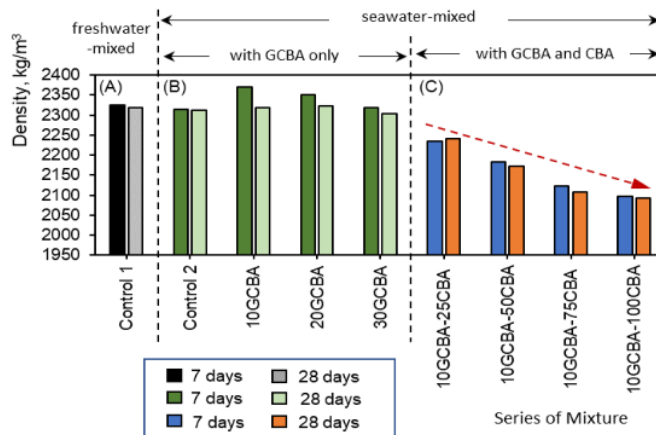 seawater-mixed
freshwater
-mixed
with GCBA only
with GCBA and CBA
Density, kg/m³
2400
2350
2300
2250
2200
2150
2100
2050
2000
1950
(A)
(B)
(C)
Control 1
Control 2
10GCBA
20GCBA
30GCBA
10GCBA-25CBA
10GCBA-50CBA
10GCBA-75CBA
10GCBA-100CBA
7 days 28 days
7 days 28 days
7 days 28 days
Series of Mixture